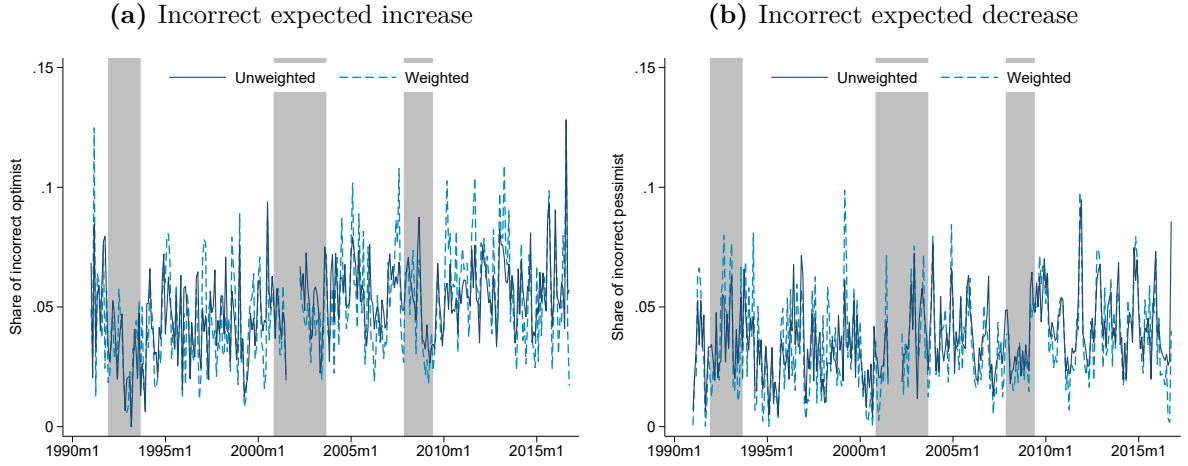 (a) Incorrect expected increase
Share of incorrect optimist
.15
.1
.05
0
Unweighted
Weighted
1990m1 1995m1 2000m1 2005m1 2010m1 2015m1
(b) Incorrect expected decrease
Share of incorrect pessimist
.15
.1
.05
0
Unweighted
Weighted
1990m1 1995m1 2000m1 2005m1 2010m1 2015m1